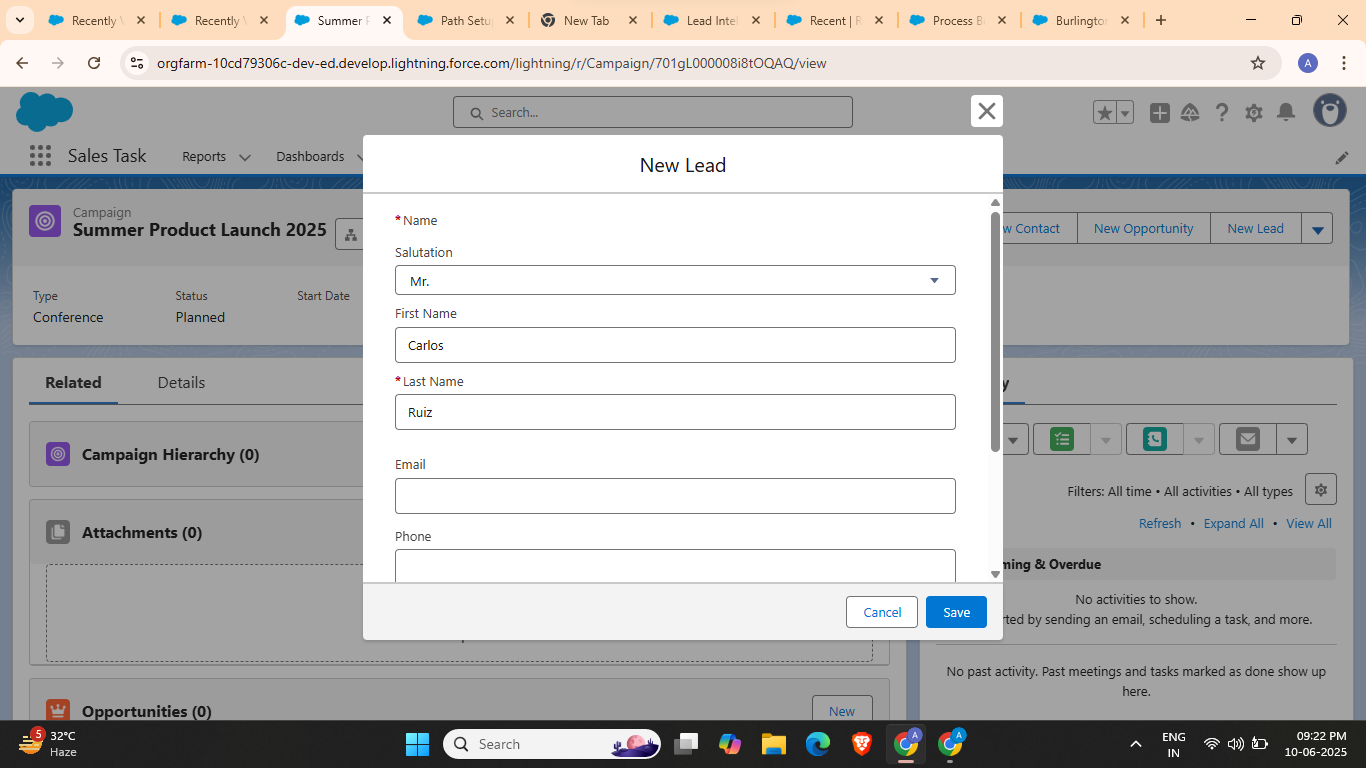 Recently V
Recently V
Summer P
Path Setu
New Tab
Lead Intel
Recent | R
Process B
Burlington
orgfarm-10cd79306c-dev-ed.develop.lightning.force.com/lightning/r/Campaign/701gL000008i8tOQAQ/view
A
Search...
Sales Task
Reports
Dashboards
New Lead
Campaign
Summer Product Launch 2025
w Contact
New Opportunity
New Lead
Type
Status
Start Date
Conference
Planned
* Name
Salutation
Mr.
First Name
Carlos
* Last Name
Ruiz
Email
Phone
Cancel
Save
Related
Details
y
Campaign Hierarchy (0)
Attachments (0)
Opportunities (0)
New
Filters: All time • All activities • All types
Refresh • Expand All • View All
ming & Overdue
No activities to show.
rted by sending an email, scheduling a task, and more.
No past activity. Past meetings and tasks marked as done show up
here.
5
32°C
Haze
Search
A
A
ENG
IN
09:22 PM
10-06-2025